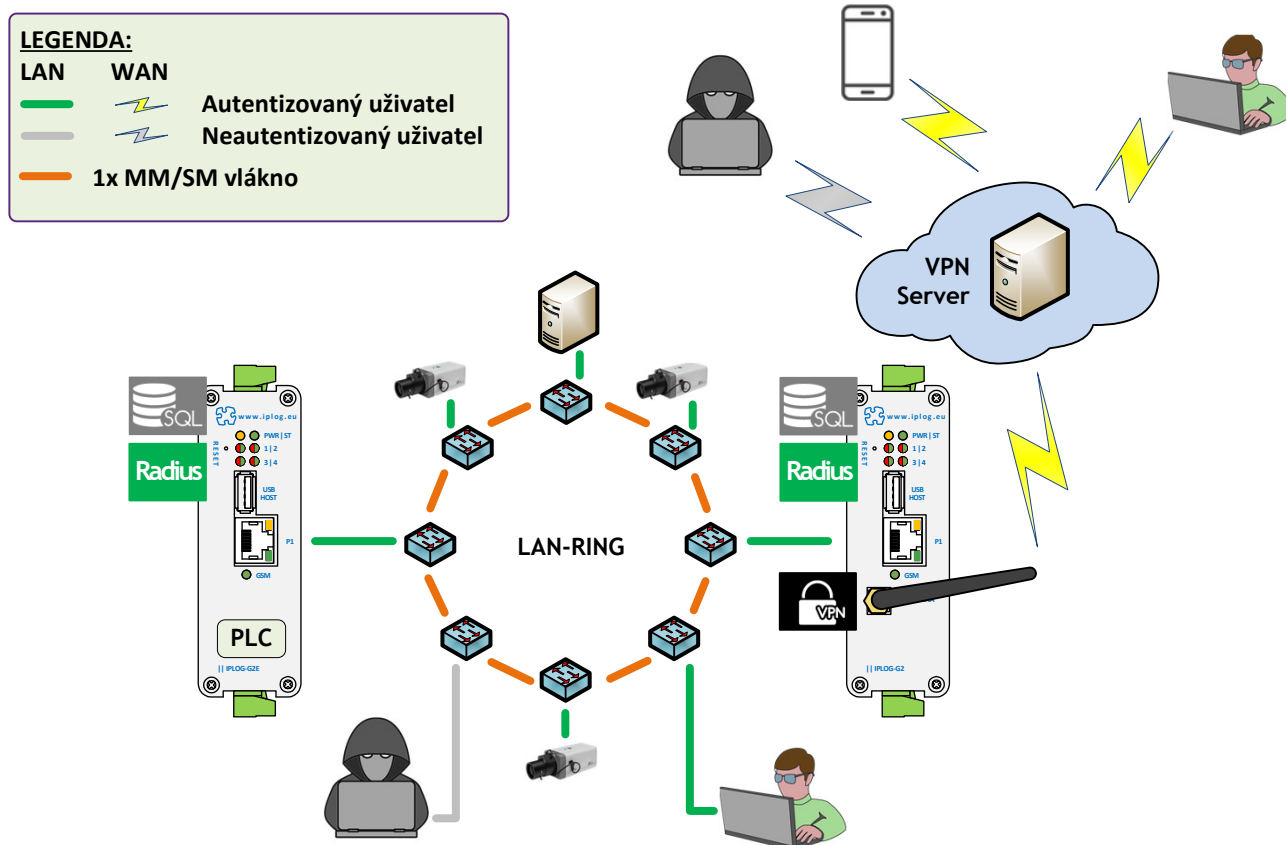 LEGENDA:
LAN WAN
Autentizovaný uživatel
Neautentizovaný uživatel
1x MM/SM vlákno
VPN
Server
SQL
www.iplog.eu
Radius
RESET
PWR|ST
1|2
3|4
USB
HOST
P1
GSM
PLC
|| IPLOG-G2E
LAN-RING
SQL
www.iplog.eu
Radius
RESET
PWR|ST
1|2
3|4
USB
HOST
P1
GSM
VPN
|| IPLOG-G2